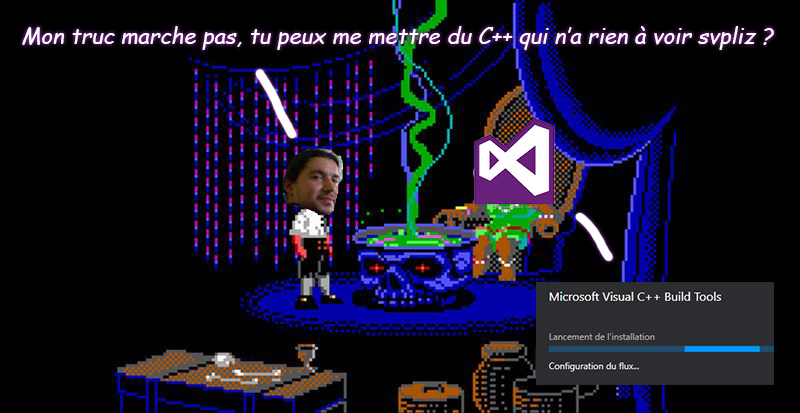 Mon truc marche pas, tu peux me mettre du C++ qui n'a rien à voir svpliz ?
Microsoft Visual C++ Build Tools
Lancement de l'installation
Configuration du flux...